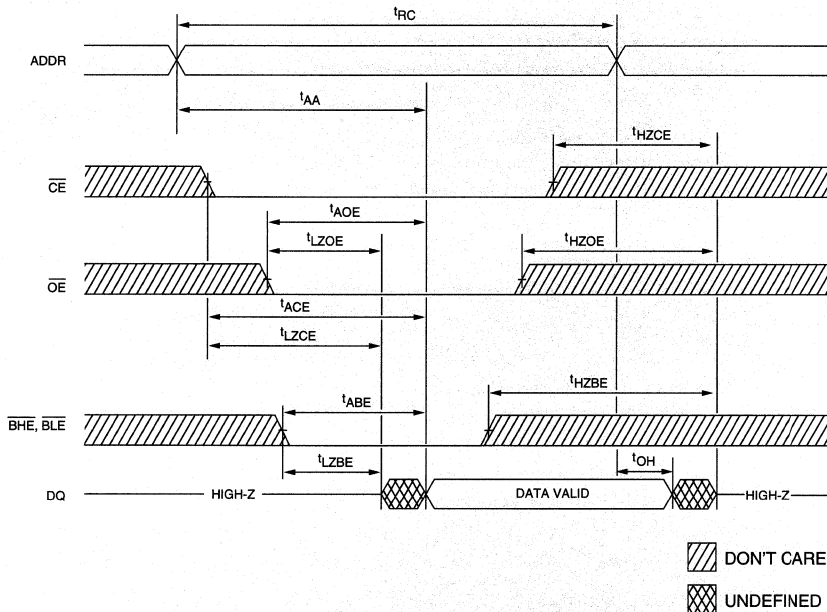 tRC
ADDR
tAA
tHZCE
CE
tAOE
tLZOE
tHZOE
OE
tACE
tLZCE
tHZBE
tABE
BHE, BLE
tOH
tLZBE
DQ HIGH-Z DATA VALID HIGH-Z
DON'T CARE
UNDEFINED